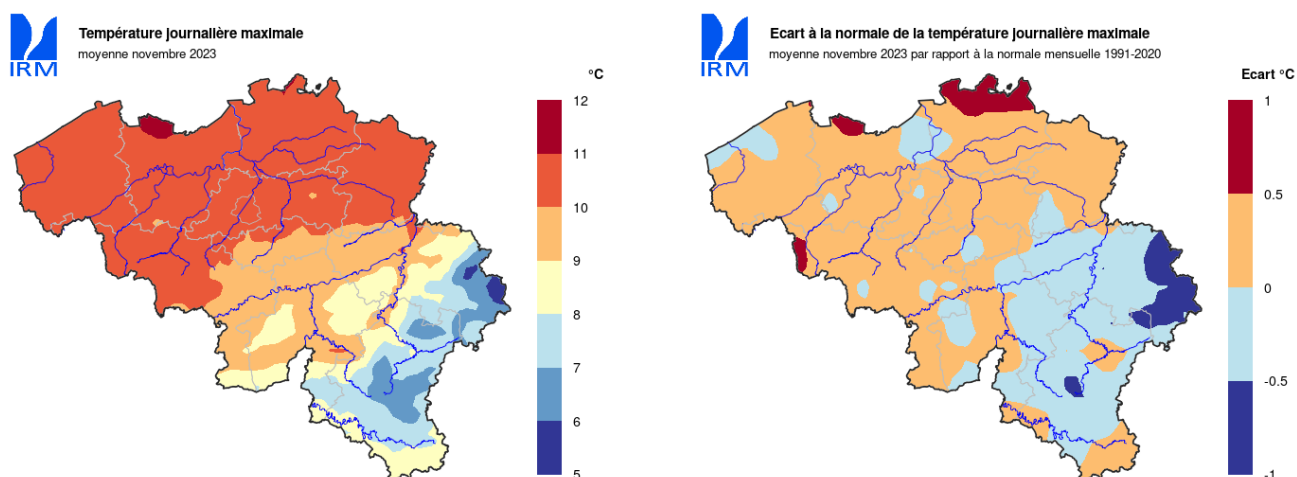 Température journalière maximale
moyenne novembre 2023
IRM
°C
12
11
10
9
8
7
6
5
Ecart à la normale de la température journalière maximale
moyenne novembre 2023 par rapport à la normale mensuelle 1991-2020
IRM
Ecart °C
1
0.5
0
-0.5
-1